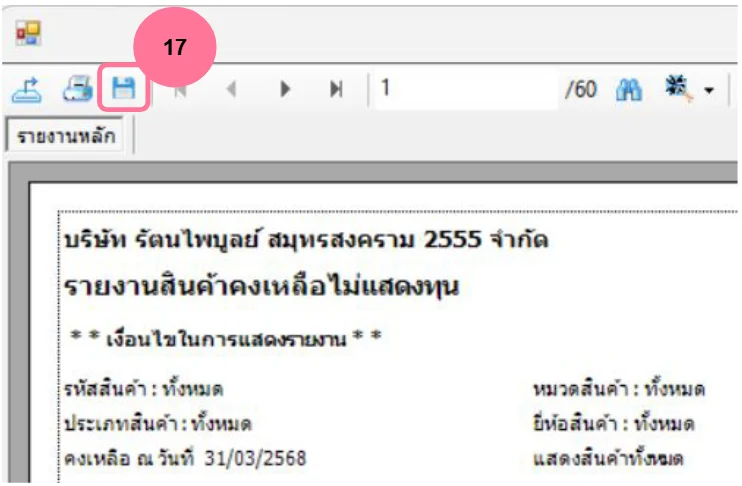 17
1 /60
รายงานหลัก
บริษัท รัตนไพบูลย์ สมุทรสงคราม 2555 จำกัด
รายงานสินค้าคงเหลือไม่แสดงทุน
* * เงื่อนไขในการแสดงรายงาน * *
รหัสสินค้า : ทั้งหมด หมวดสินค้า : ทั้งหมด
ประเภทสินค้า : ทั้งหมด ยี่ห้อสินค้า : ทั้งหมด
คงเหลือ ณ วันที่ 31/03/2568 แสดงสินค้าทั้งหมด